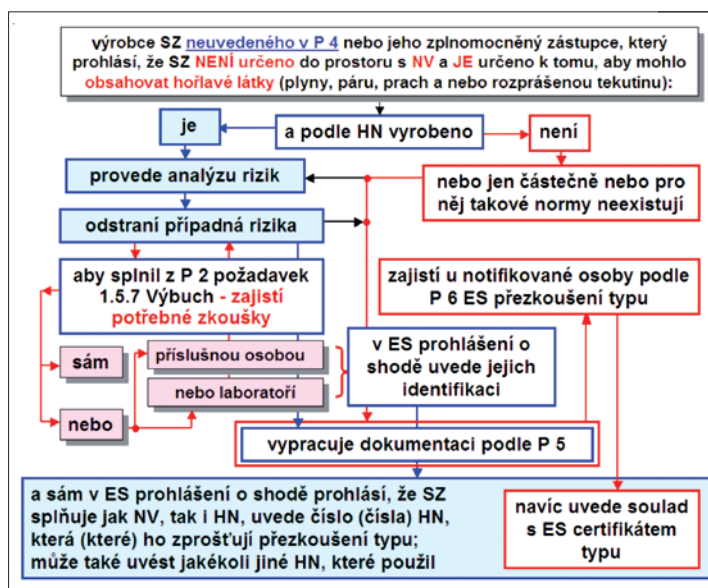 výrobce SZ neuvedeného v P 4 nebo jeho zplnomocněný zástupce, který
prohlásí, že SZ NENÍ určeno do prostoru s NV a JE určeno k tomu, aby mohlo
obsahovat hořlavé látky (plyny, páru, prach a nebo rozprášenou tekutinu):
je
a podle HN vyrobeno
není
provede analýzu rizik
nebo jen částečně nebo pro
něj takové normy neexistují
odstraní případná rizika
aby splnil z P 2 požadavek
1.5.7 Výbuch - zajistí
potřebné zkoušky
zajistí u notifikované osoby podle
P 6 ES přezkoušení typu
sám
příslušnou osobou
nebo laboratoří
nebo
v ES prohlášení o
shodě uvede jejich
identifikaci
vypracuje dokumentaci podle P 5
a sám v ES prohlášení o shodě prohlásí, že SZ
splňuje jak NV, tak i HN, uvede číslo (čísla) HN,
která (které) ho zprošťují přezkoušení typu;
může také uvést jakékoli jiné HN, které použil
navíc uvede soulad
s ES certifikátem
typu